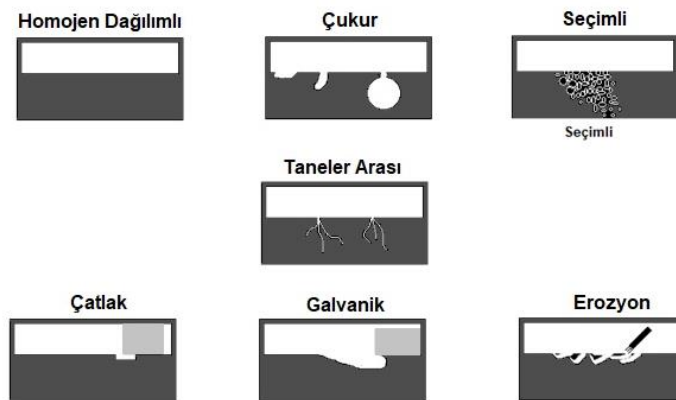 Homojen Dağılımlı
Çukur
Seçimli
Seçimli
Taneler Arası
Çatlak
Galvanik
Erozyon